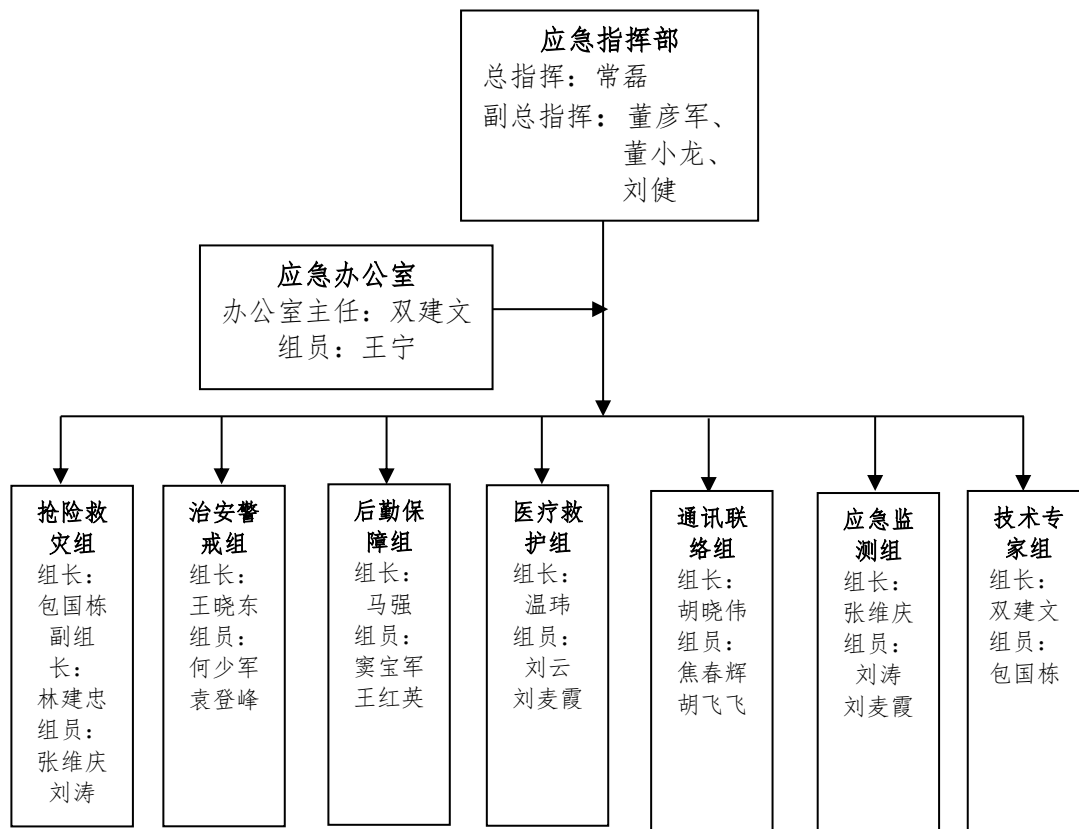 应急指挥部
总指挥：常磊
副总指挥：董彦军、
董小龙、
刘健
应急办公室
办公室主任：双建文
组员：王宁
抢险救
灾组
组长：
包国栋
副组
长：
林建忠
组员：
张维庆
刘涛
治安警
戒组
组长：
王晓东
组员：
何少军
袁登峰
后勤保
障组
组长：
马强
组员：
窦宝军
王红英
医疗救
护组
组长：
温玮
组员：
刘云
刘麦霞
通讯联
络组
组长：
胡晓伟
组员：
焦春辉
胡飞飞
应急监
测组
组长：
张维庆
组员：
刘涛
刘麦霞
技术专
家组
组长：
双建文
组员：
包国栋